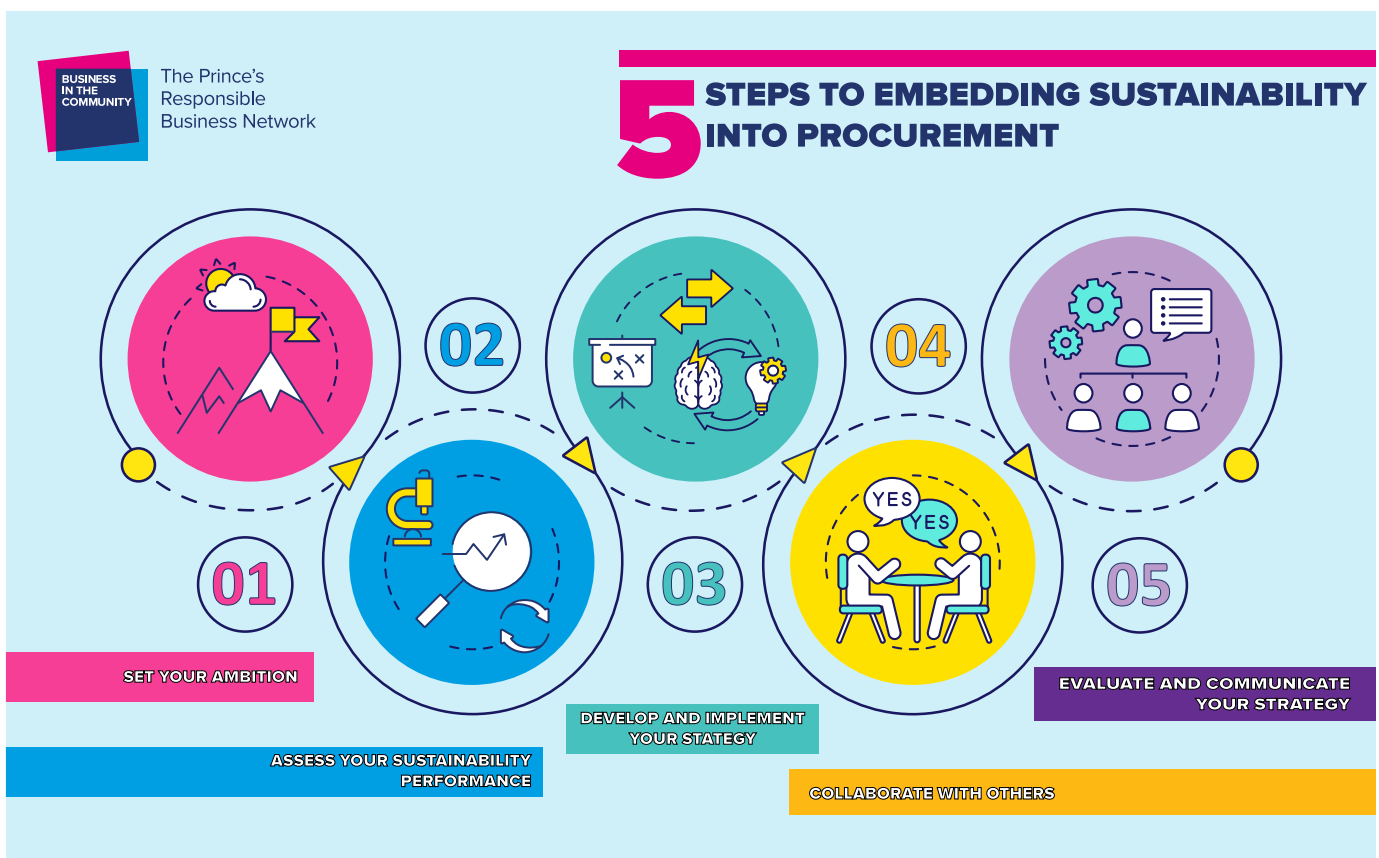 BUSINESS
IN THE
COMMUNITY
The Prince's
Responsible
Business Network
5 STEPS TO EMBEDDING SUSTAINABILITY
INTO PROCUREMENT
01
02
03
04
05
YES
YES
SET YOUR AMBITION
ASSESS YOUR SUSTAINABILITY
PERFORMANCE
DEVELOP AND IMPLEMENT
YOUR STATEGY
COLLABORATE WITH OTHERS
EVALUATE AND COMMUNICATE
YOUR STRATEGY